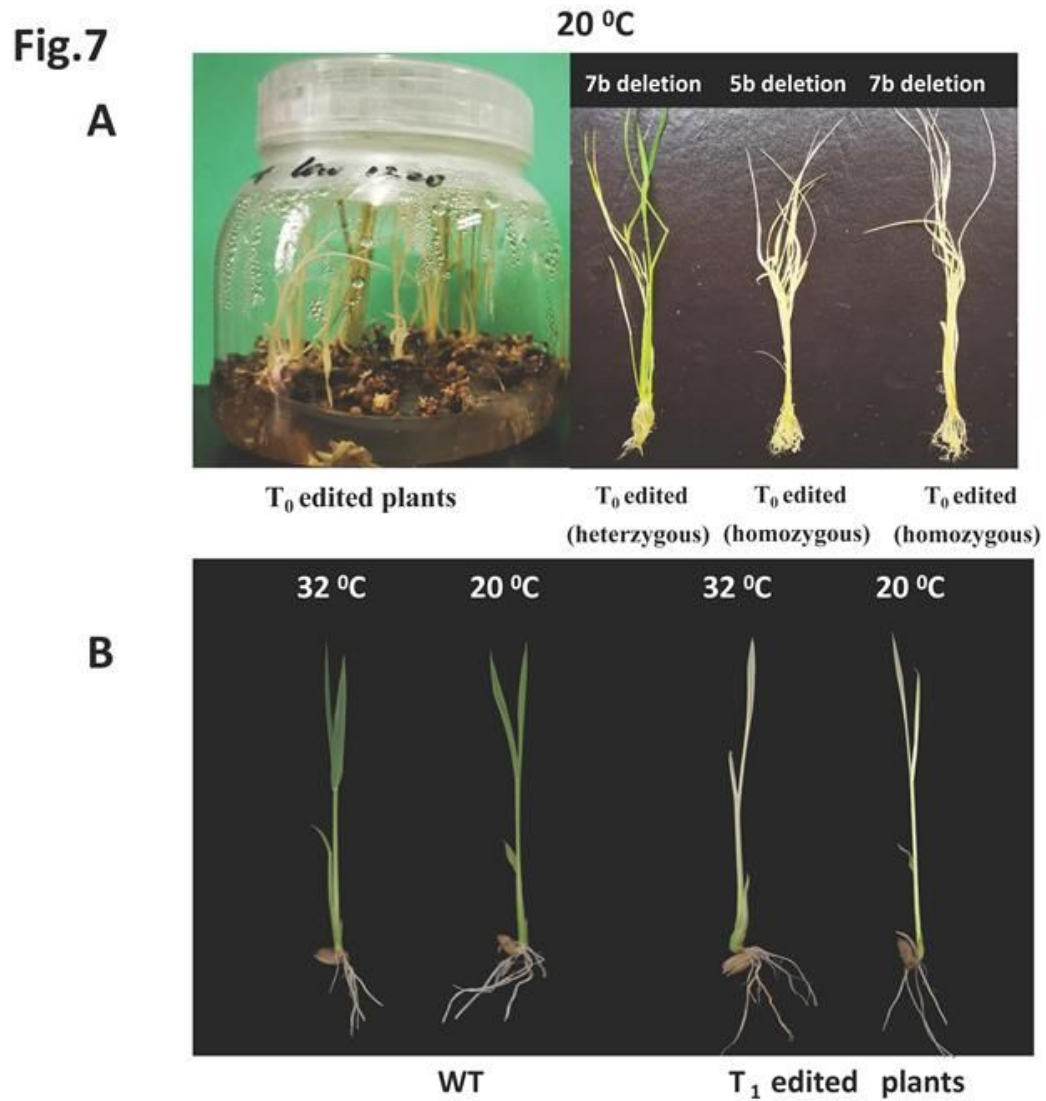 Fig.7
20 ⁰C
A
7b deletion 5b deletion 7b deletion
T₀ edited plants
T₀ edited T₀ edited T₀ edited
(heterzygous) (homozygous) (homozygous)
B
32 ⁰C 20 ⁰C 32 ⁰C 20 ⁰C
WT T₁ edited plants